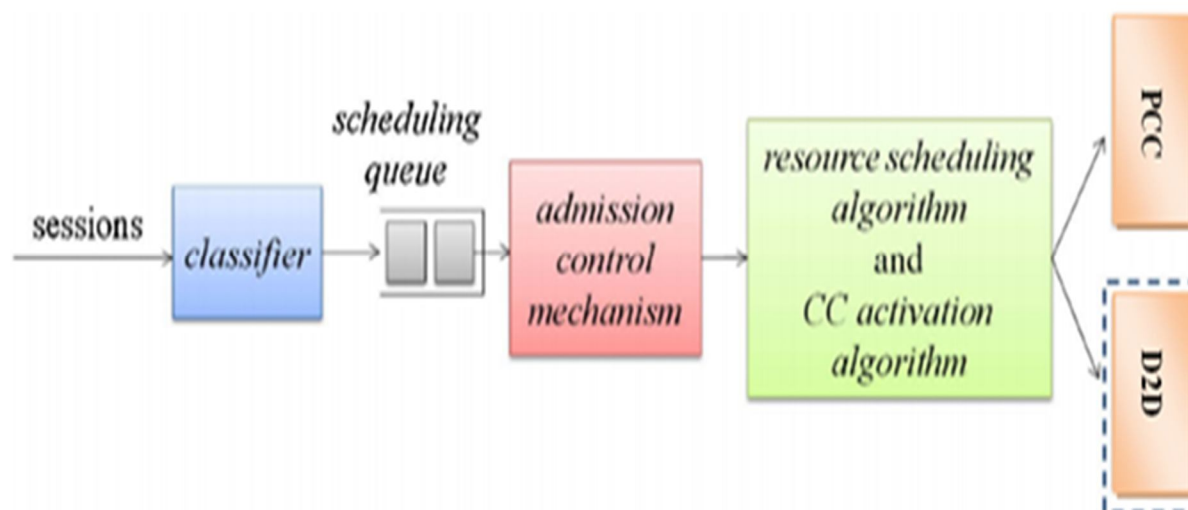 sessions
classifier
scheduling
queue
admission
control
mechanism
resource scheduling
algorithm
and
CC activation
algorithm
PCC
D2D